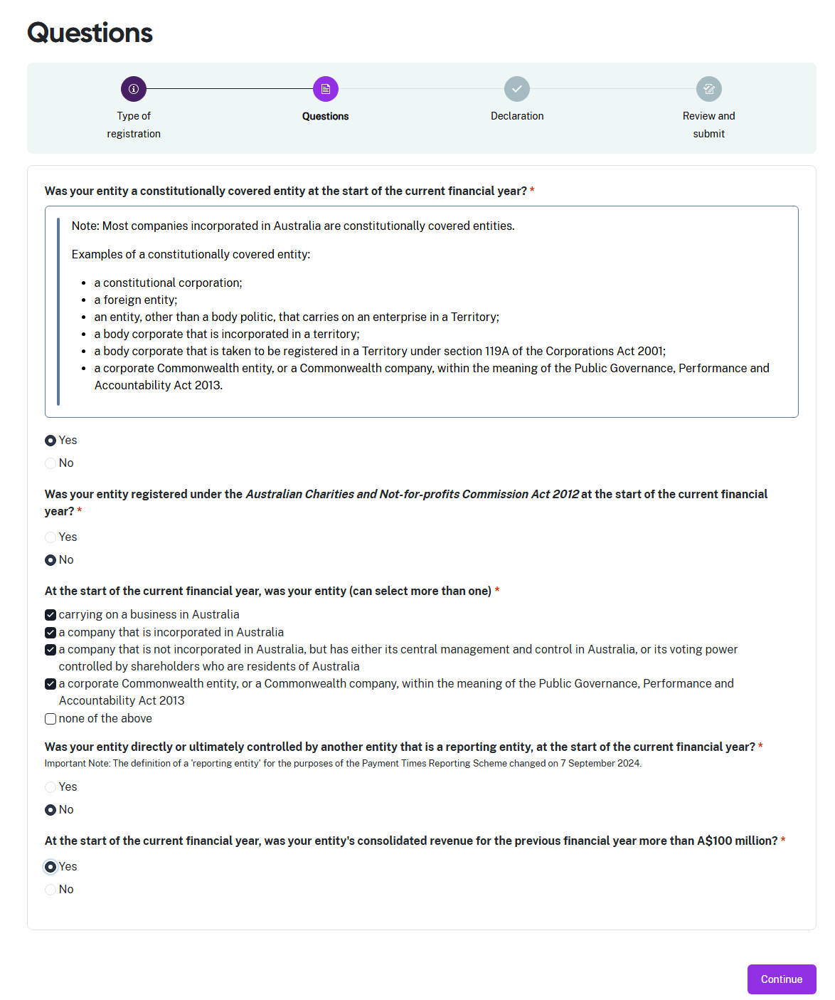 Questions
Type of
registration
Questions
Declaration
Review and
submit
Was your entity a constitutionally covered entity at the start of the current financial year? *
Note: Most companies incorporated in Australia are constitutionally covered entities.
Examples of a constitutionally covered entity:
• a constitutional corporation;
• a foreign entity;
• an entity, other than a body politic, that carries on an enterprise in a Territory;
• a body corporate that is incorporated in a territory;
• a body corporate that is taken to be registered in a Territory under section 119A of the Corporations Act 2001;
• a corporate Commonwealth entity, or a Commonwealth company, within the meaning of the Public Governance, Performance and
Accountability Act 2013.
Yes
No
Was your entity registered under the Australian Charities and Not-for-profits Commission Act 2012 at the start of the current financial
year? *
Yes
No
At the start of the current financial year, was your entity (can select more than one) *
carrying on a business in Australia
a company that is incorporated in Australia
a company that is not incorporated in Australia, but has either its central management and control in Australia, or its voting power
controlled by shareholders who are residents of Australia
a corporate Commonwealth entity, or a Commonwealth company, within the meaning of the Public Governance, Performance and
Accountability Act 2013
none of the above
Was your entity directly or ultimately controlled by another entity that is a reporting entity, at the start of the current financial year? *
Important Note: The definition of a 'reporting entity' for the purposes of the Payment Times Reporting Scheme changed on 7 September 2024.
Yes
No
At the start of the current financial year, was your entity's consolidated revenue for the previous financial year more than A$100 million? *
Yes
No
Continue